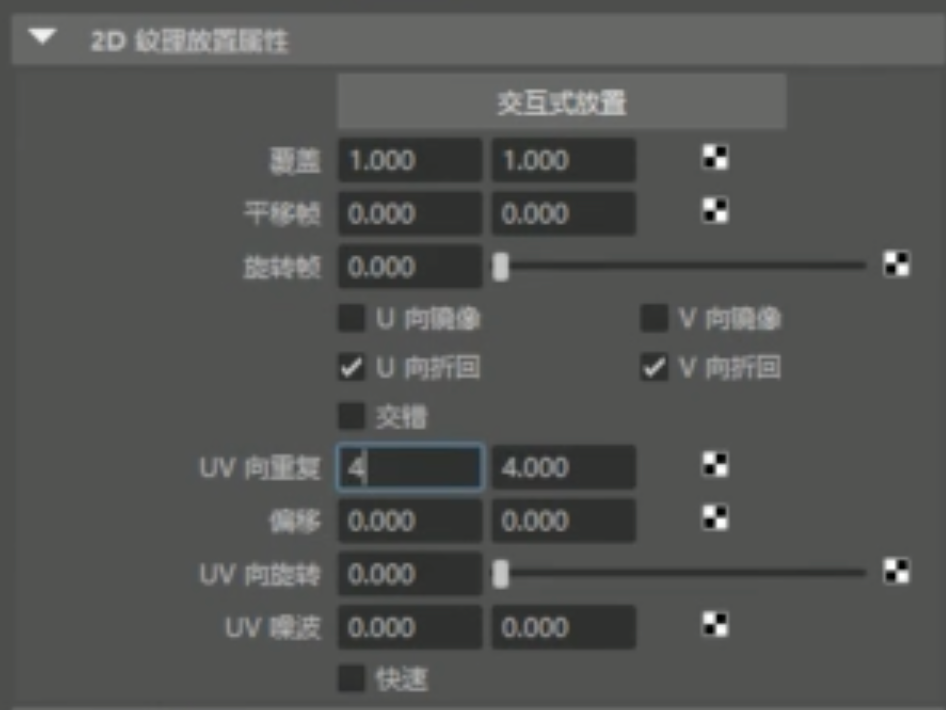 2D 纹理放置属性
交互式放置
覆盖 1.000 1.000
平移帧 0.000 0.000
旋转帧 0.000
U 向镜像 V 向镜像
U 向折回 V 向折回
交错
UV 向重复 4 4.000
偏移 0.000 0.000
UV 向旋转 0.000
UV 噪波 0.000 0.000
快速